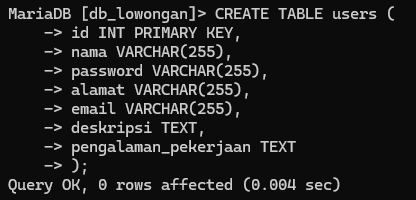 MariaDB [db_lowongan]> CREATE TABLE users (
    -> id INT PRIMARY KEY,
    -> nama VARCHAR(255),
    -> password VARCHAR(255),
    -> alamat VARCHAR(255),
    -> email VARCHAR(255),
    -> deskripsi TEXT,
    -> pengalaman_pekerjaan TEXT
    -> );
Query OK, 0 rows affected (0.004 sec)